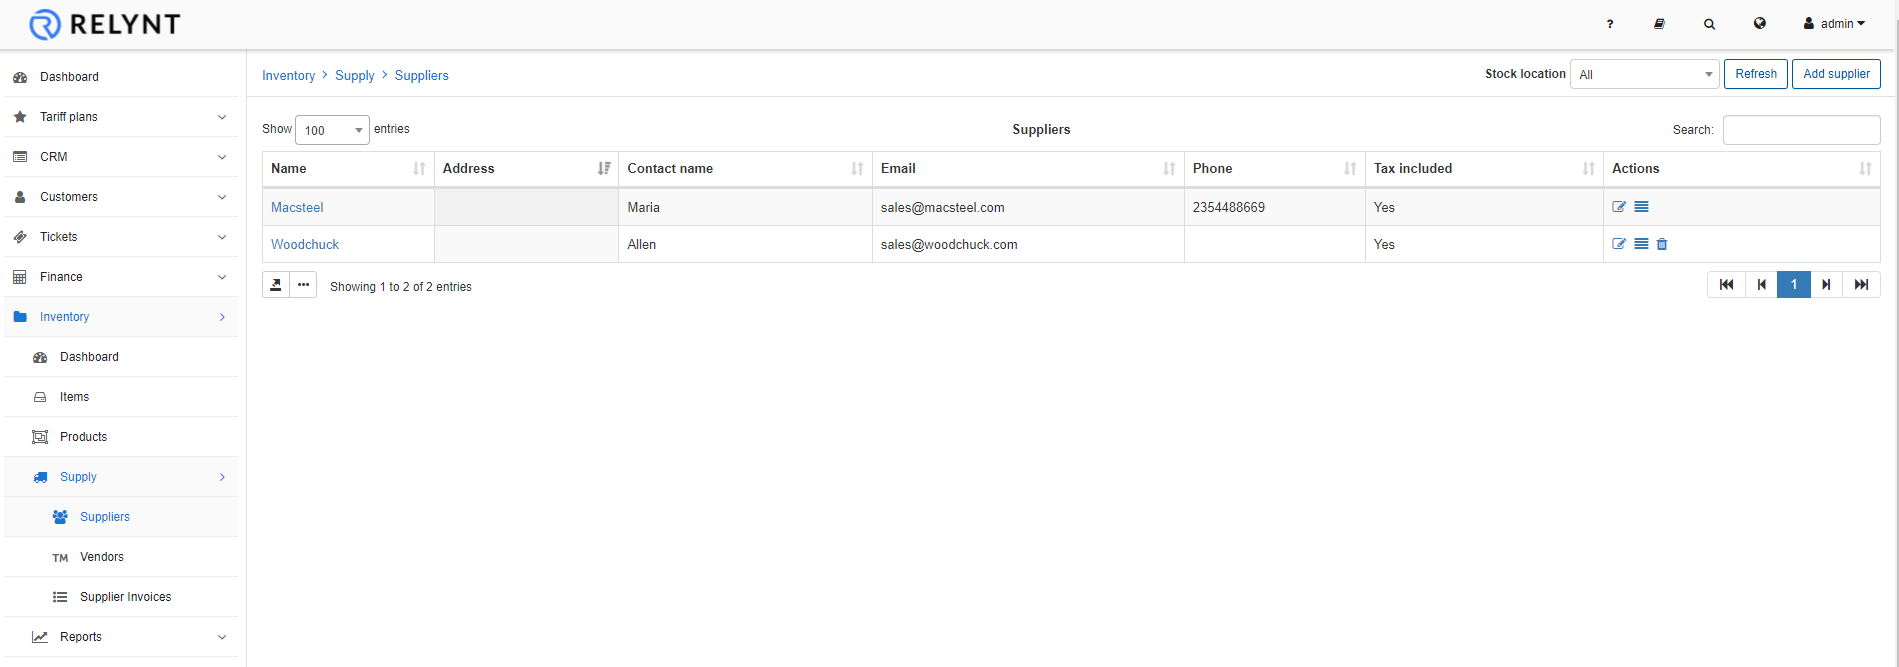 RELYNT
? admin
Dashboard
Tariff plans
CRM
Customers
Tickets
Finance
Inventory
Dashboard
Items
Products
Supply
Suppliers
TM Vendors
Supplier Invoices
Reports
Inventory > Supply > Suppliers
Stock location All Refresh Add supplier
Show 100 entries
Suppliers
Search:
Name Address Contact name Email Phone Tax included Actions
Macsteel Maria sales@macsteel.com 2354488669 Yes
Woodchuck Allen sales@woodchuck.com Yes
... Showing 1 to 2 of 2 entries
1